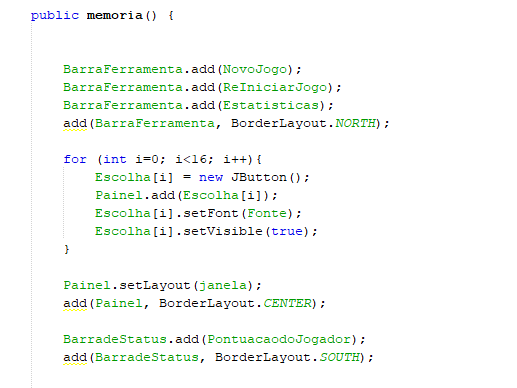 public memoria() {
BarraFerramenta.add(NovoJogo);
BarraFerramenta.add(ReIniciarJogo);
BarraFerramenta.add(Estatisticas);
add(BarraFerramenta, BorderLayout.NORTH);
for (int i=0; i<16; i++){
Escolha[i] = new JButton();
Painel.add(Escolha[i]);
Escolha[i].setFont(Fonte);
Escolha[i].setVisible(true);
}
Painel.setLayout(janela);
add(Painel, BorderLayout.CENTER);
BarradeStatus.add(PontuacaodoJogador);
add(BarradeStatus, BorderLayout.SOUTH);